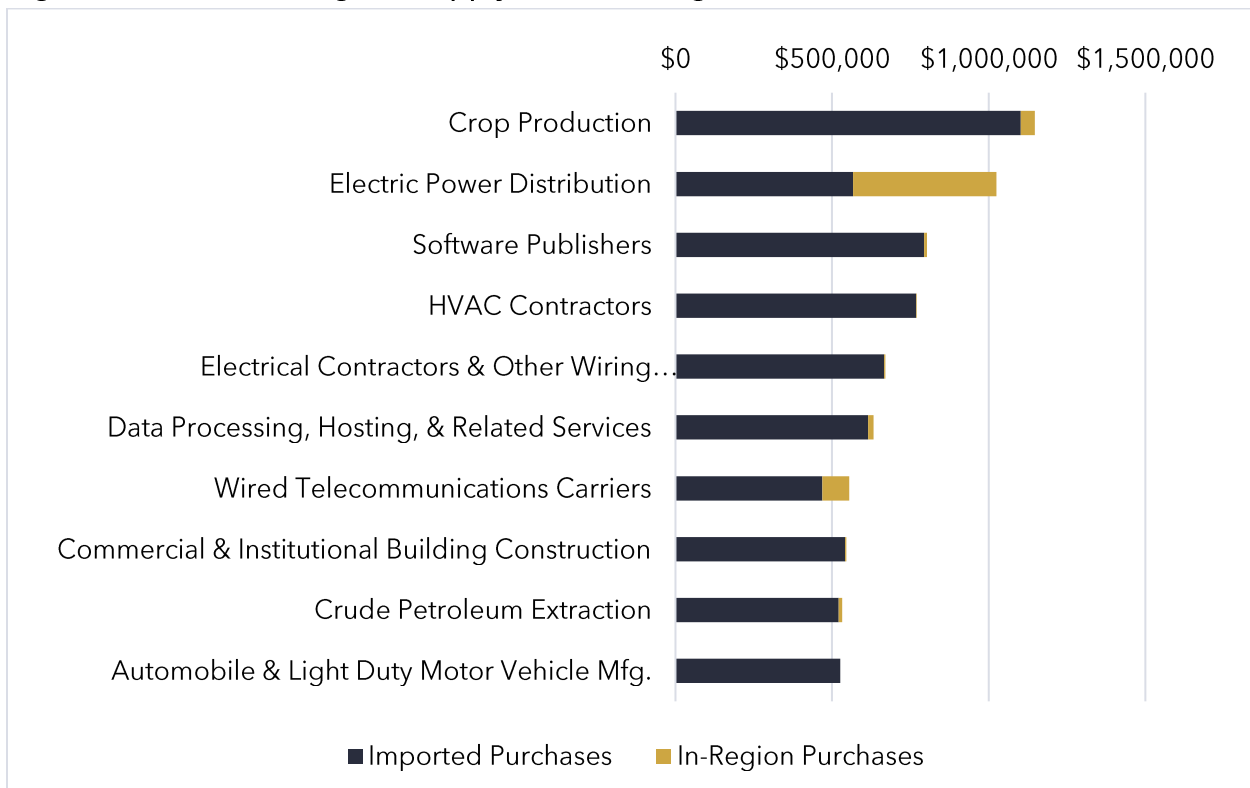 $0 $500,000 $1,000,000 $1,500,000
Crop Production
Electric Power Distribution
Software Publishers
HVAC Contractors
Electrical Contractors & Other Wiring…
Data Processing, Hosting, & Related Services
Wired Telecommunications Carriers
Commercial & Institutional Building Construction
Crude Petroleum Extraction
Automobile & Light Duty Motor Vehicle Mfg.
Imported Purchases In-Region Purchases